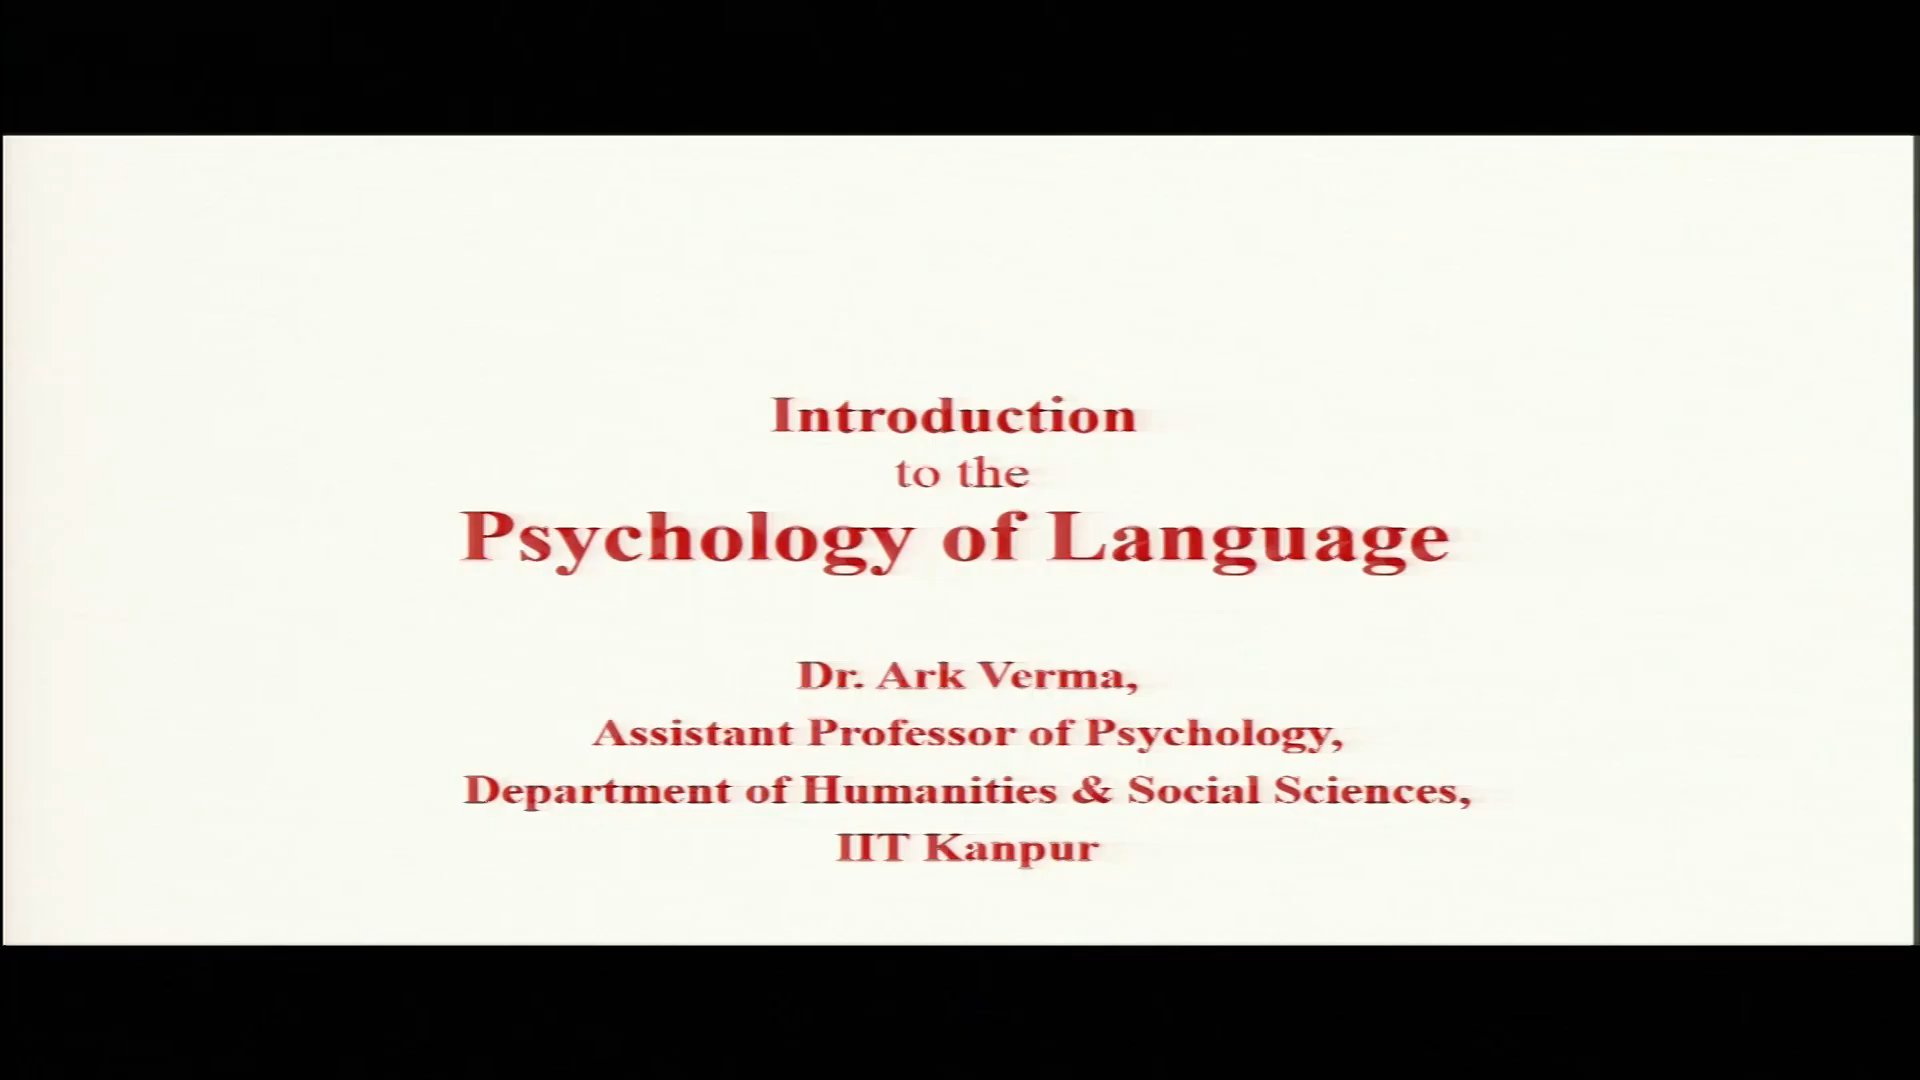 Introduction
to the
Psychology of Language
Dr. Ark Verma,
Assistant Professor of Psychology,
Department of Humanities & Social Sciences,
IIT Kanpur